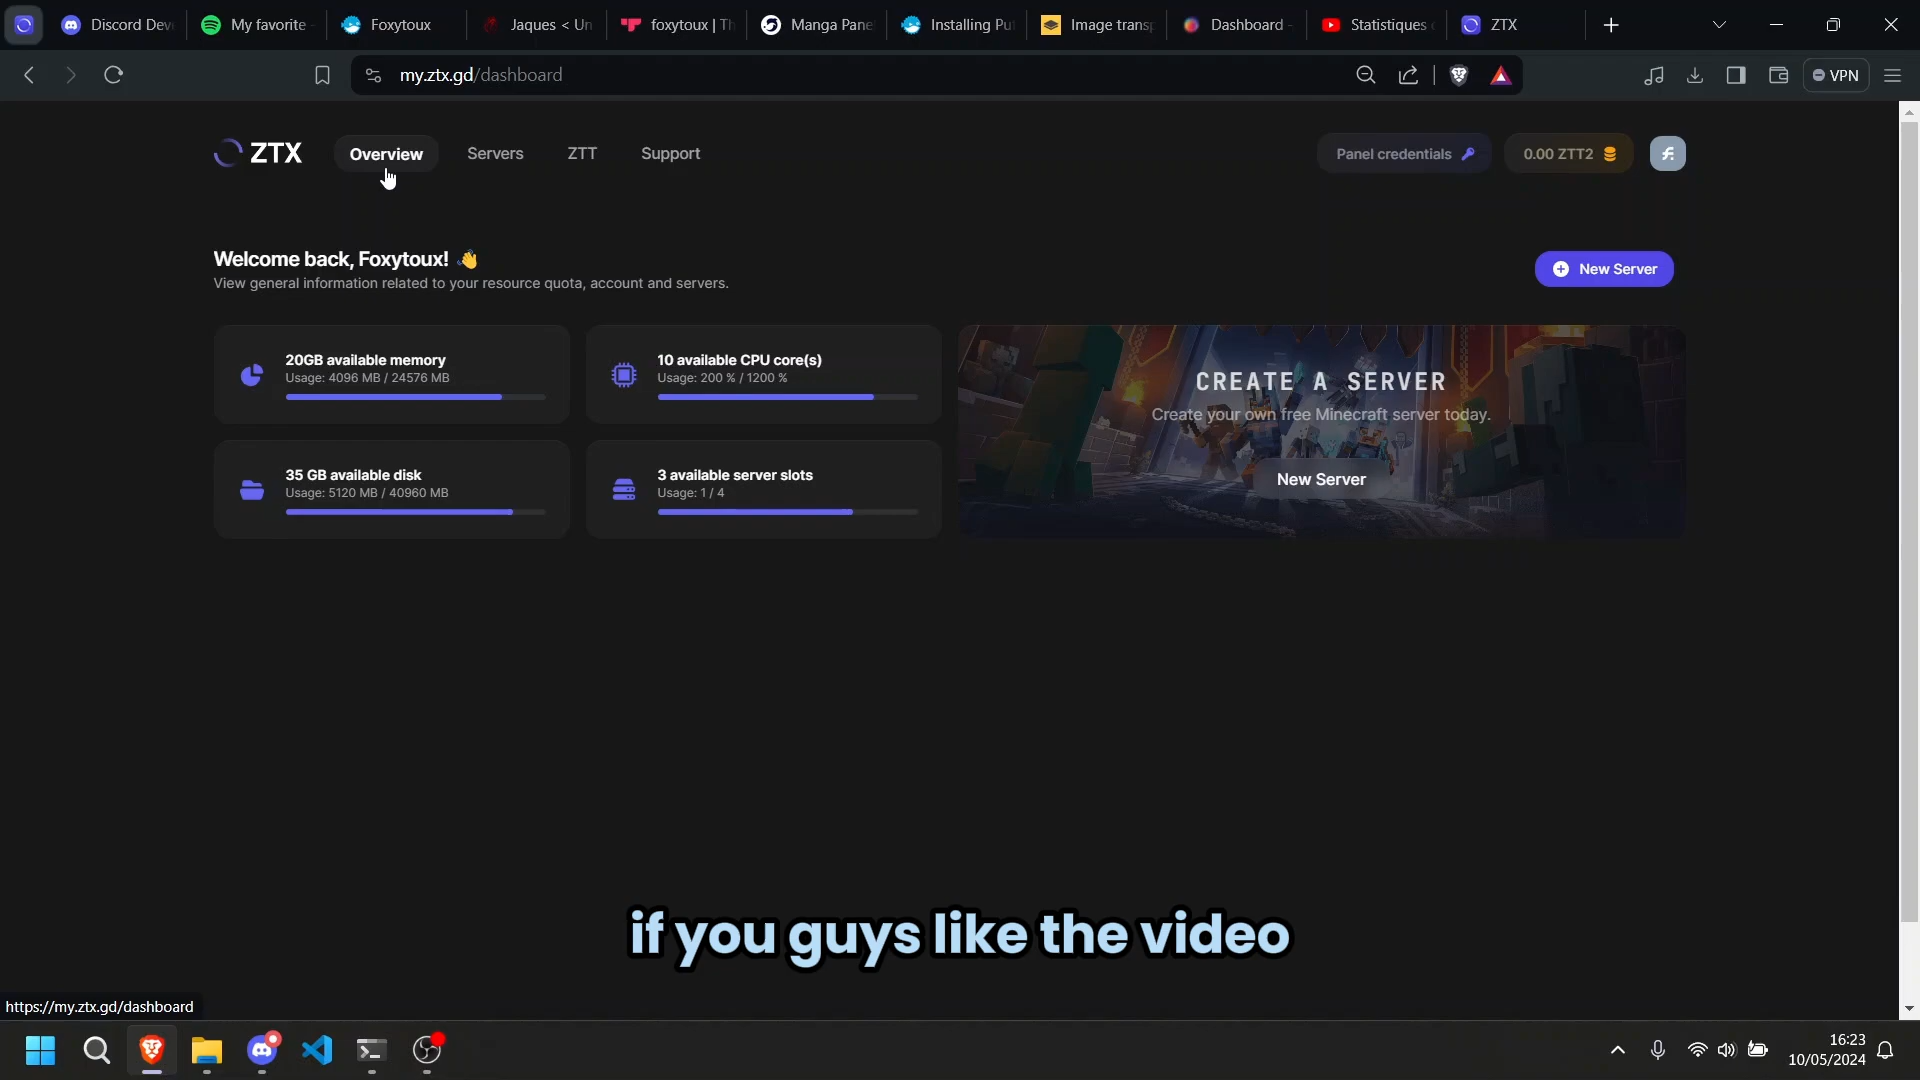 Discord Dev
My favorite
Foxytoux
Jaques < Un
foxytoux | Th
Manga Pane
Installing Pu
Image transp
Dashboard -
Statistiques
ZTX
my.ztx.gd/dashboard
VPN
ZTX
Overview
Servers
ZTT
Support
Panel credentials
0.00 ZTT2
Welcome back, Foxytoux! 👋
View general information related to your resource quota, account and servers.
New Server
20GB available memory
Usage: 4096 MB / 24576 MB
10 available CPU core(s)
Usage: 200 % / 1200 %
35 GB available disk
Usage: 5120 MB / 40960 MB
3 available server slots
Usage: 1 / 4
CREATE A SERVER
Create your own free Minecraft server today.
New Server
if you guys like the video
https://my.ztx.gd/dashboard
16:23
10/05/2024